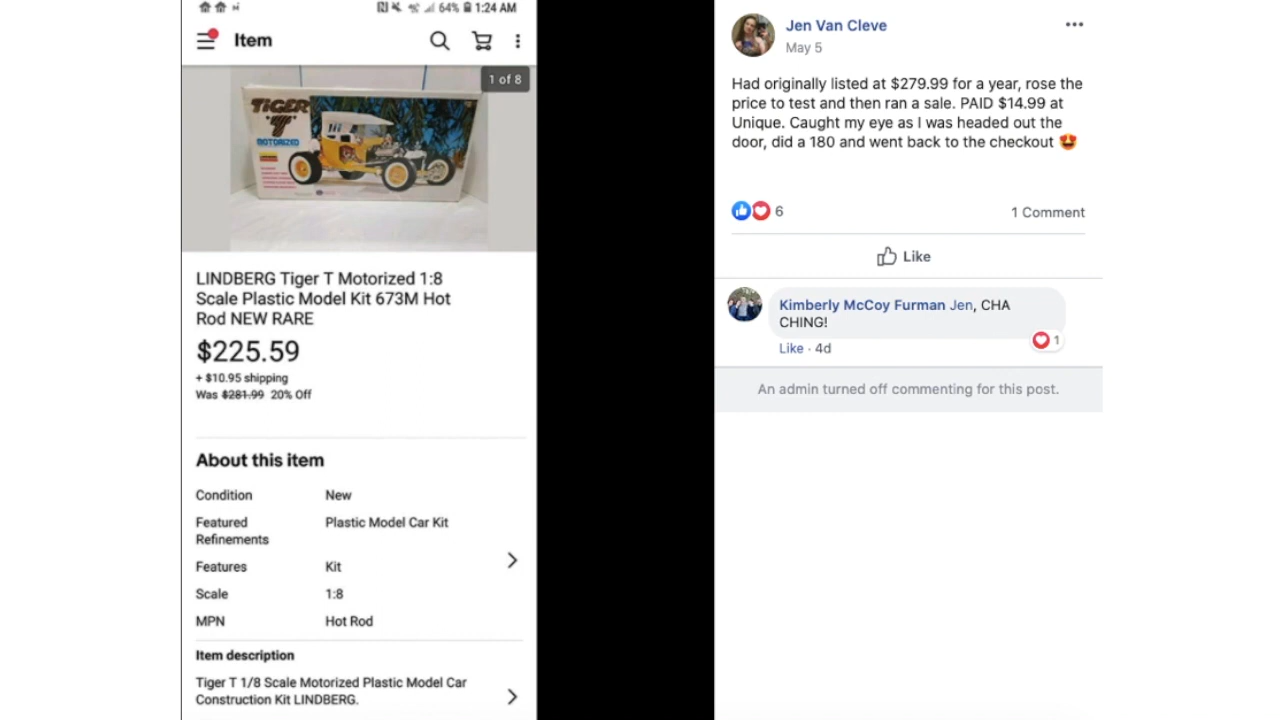 64% 1:24 AM
Item
1 of 8
TIGER
"T"
MOTORIZED
LINDBERG Tiger T Motorized 1:8
Scale Plastic Model Kit 673M Hot
Rod NEW RARE
$225.59
+ $10.95 shipping
Was $281.99 20% Off
About this item
Condition New
Featured Plastic Model Car Kit
Refinements
Features Kit
Scale 1:8
MPN Hot Rod
Item description
Tiger T 1/8 Scale Motorized Plastic Model Car
Construction Kit LINDBERG.
Jen Van Cleve
May 5
Had originally listed at $279.99 for a year, rose the
price to test and then ran a sale. PAID $14.99 at
Unique. Caught my eye as I was headed out the
door, did a 180 and went back to the checkout 😍
6
1 Comment
Like
Kimberly McCoy Furman Jen, CHA
CHING!
1
Like · 4d
An admin turned off commenting for this post.